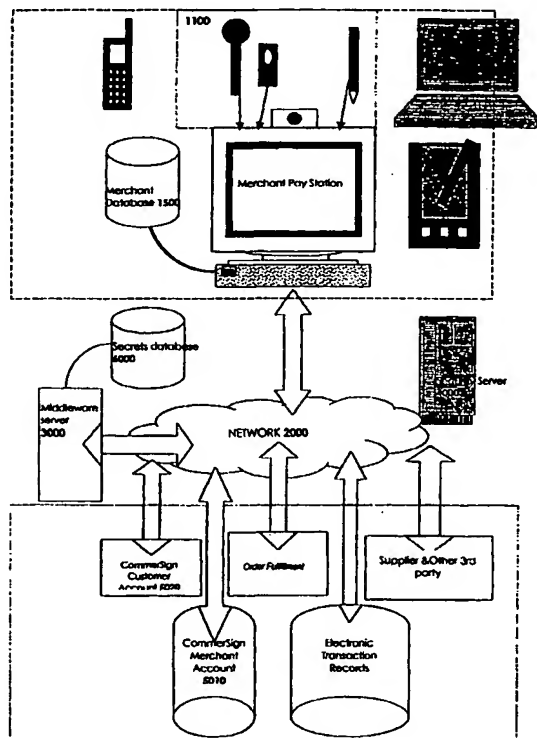 1100
Merchant Pay Station
Merchant
Database 1500
Secrets database
6000
Server
Middleware
server
3000
NETWORK 2000
CommerSign
Customer
Account 5020
Order Fulfillment
Supplier &Other 3rd
party
CommerSign
Merchant
Account
5010
Electronic
Transaction
Records